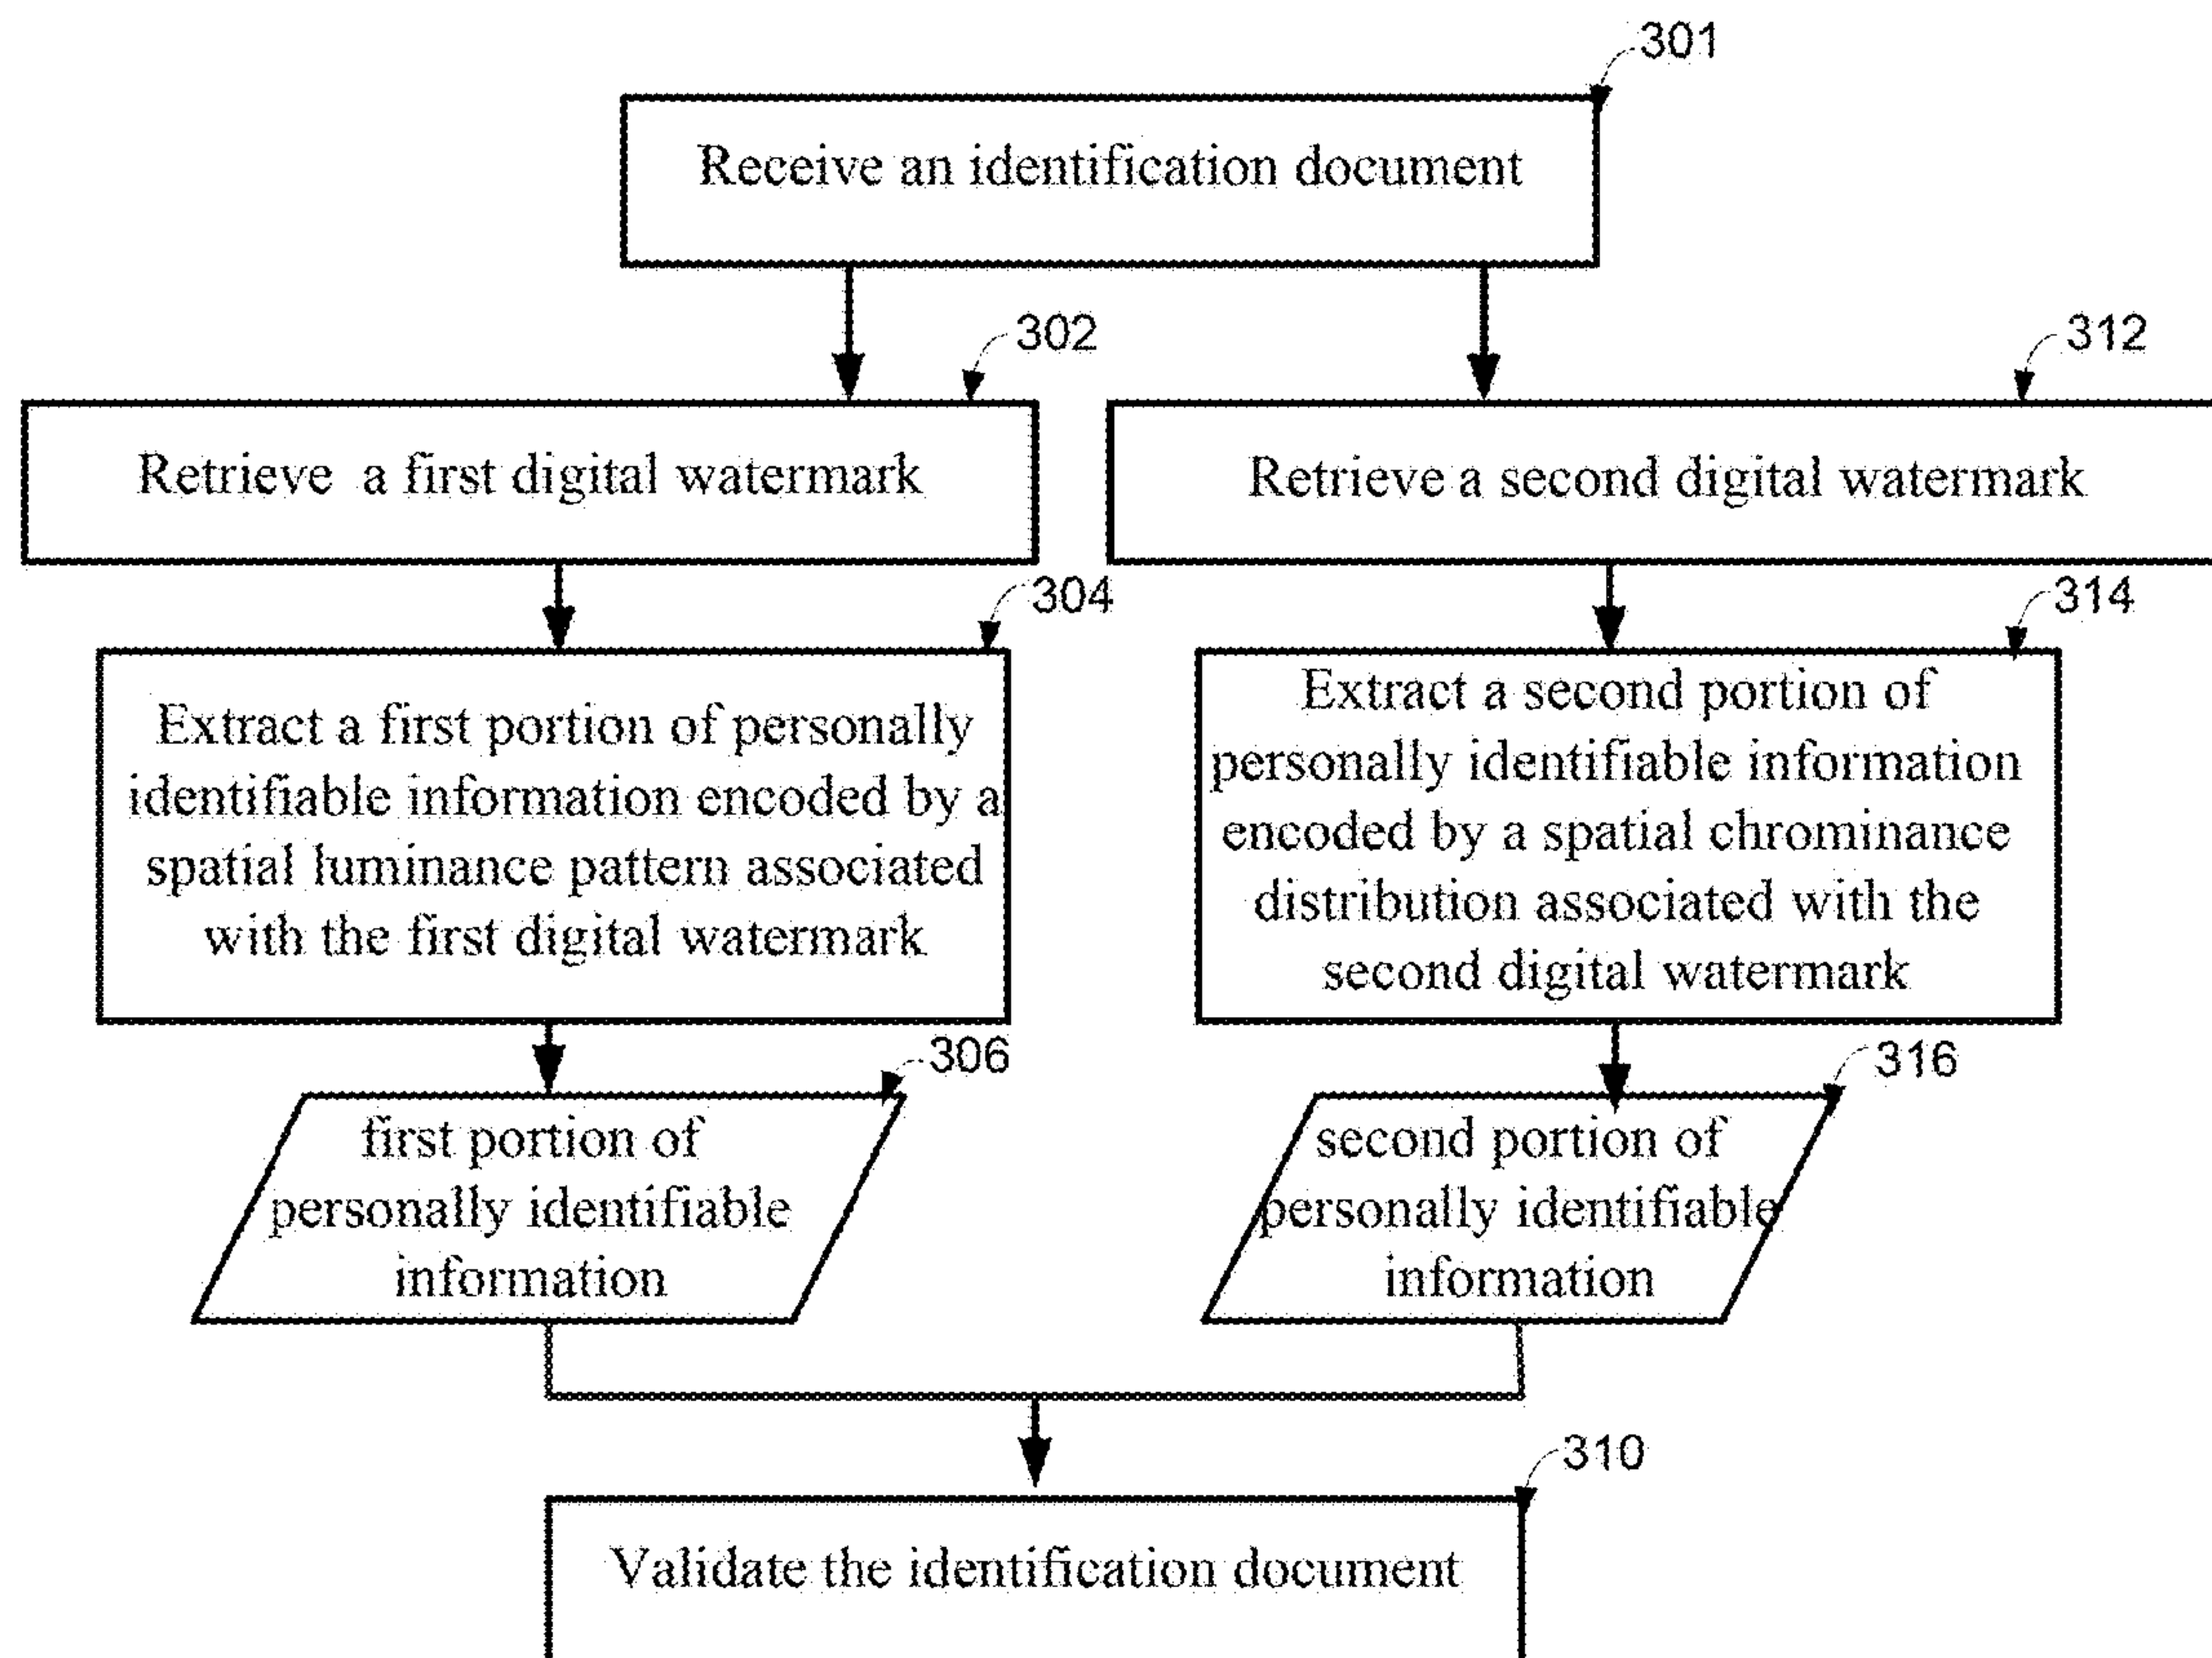 301
Receive an identification document
302
Retrieve a first digital watermark
304
Extract a first portion of personally
identifiable information encoded by a
spatial luminance pattern associated
with the first digital watermark
306
first portion of
personally identifiable
information
312
Retrieve a second digital watermark
314
Extract a second portion of
personally identifiable information
encoded by a spatial chrominance
distribution associated with the
second digital watermark
316
second portion of
personally identifiable
information
310
Validate the identification document